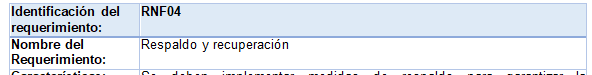 Identificación del RNF04
requerimiento:
Nombre del Respaldo y recuperación
Requerimiento: